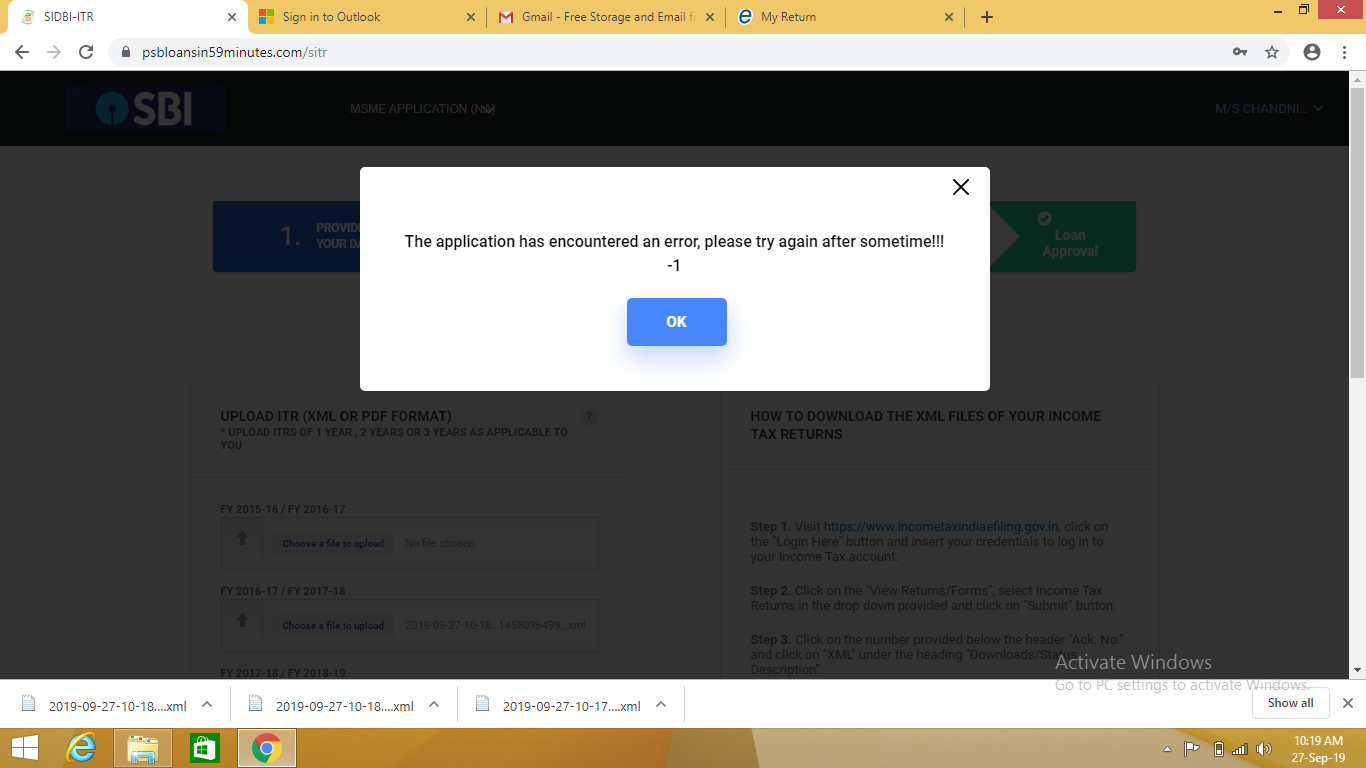 SIDBI-ITR
Sign in to Outlook
Gmail - Free Storage and Email f
My Return
psbloansin59minutes.com/sitr
SBI
MSME APPLICATION
M/S CHANDNI...
The application has encountered an error, please try again after sometime!!!
-1
OK
1.
PROVID
YOUR DA
Loan
Approval
UPLOAD ITR (XML OR PDF FORMAT)
?
* UPLOAD ITRS OF 1 YEAR , 2 YEARS OR 3 YEARS AS APPLICABLE TO
YOU
FY 2015-16 / FY 2016-17
Choose a file to upload
No file chosen
FY 2016-17 / FY 2017-18
Choose a file to upload
2019-09-27-10-18...1458096499_.xml
FY 2017-18 / FY 2018-19
HOW TO DOWNLOAD THE XML FILES OF YOUR INCOME
TAX RETURNS
Step 1. Visit https://www.incometaxindiaefiling.gov.in, click on
the "Login Here" button and insert your credentials to log in to
your Income Tax account.
Step 2. Click on the "View Returns/Forms", select Income Tax
Returns in the drop down provided and click on "Submit" button.
Step 3. Click on the number provided below the header "Ack. No."
and click on "XML" under the heading "Downloads/Status
Description".
Activate Windows
Go to PC settings to activate Windows.
2019-09-27-10-18....xml
2019-09-27-10-18....xml
2019-09-27-10-17....xml
Show all
10:19 AM
27-Sep-19